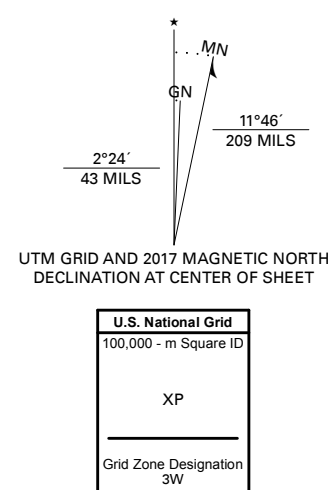 ★
MN
GN
11°46´
209 MILS
2°24´
43 MILS
UTM GRID AND 2017 MAGNETIC NORTH
DECLINATION AT CENTER OF SHEET
U.S. National Grid
100,000 - m Square ID
XP
Grid Zone Designation
3W